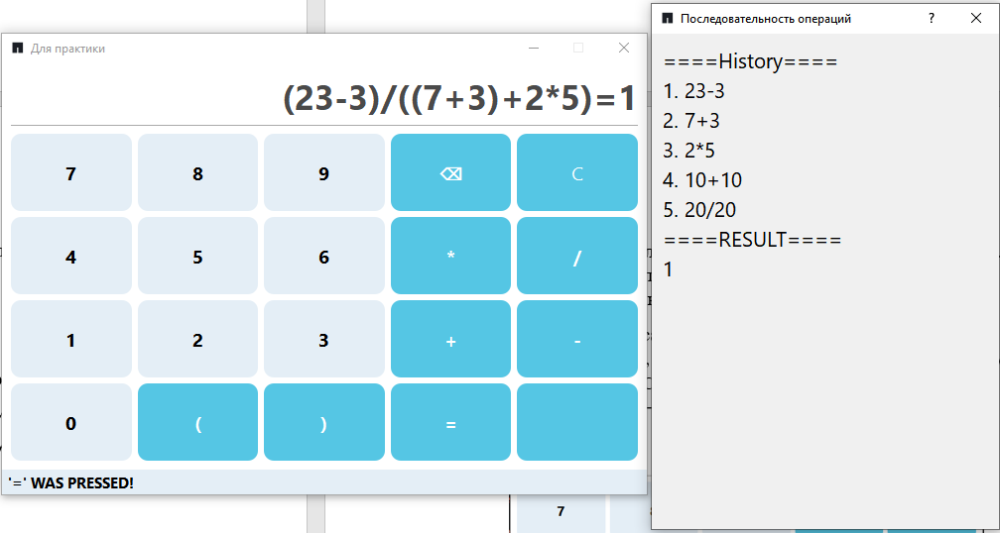 Для практики
(23-3)/((7+3)+2*5)=1
7 8 9 ⌫ C
4 5 6 * /
1 2 3 + -
0 ( ) =
'=' WAS PRESSED!
Последовательность операций ?
====History====
1. 23-3
2. 7+3
3. 2*5
4. 10+10
5. 20/20
====RESULT====
1
7